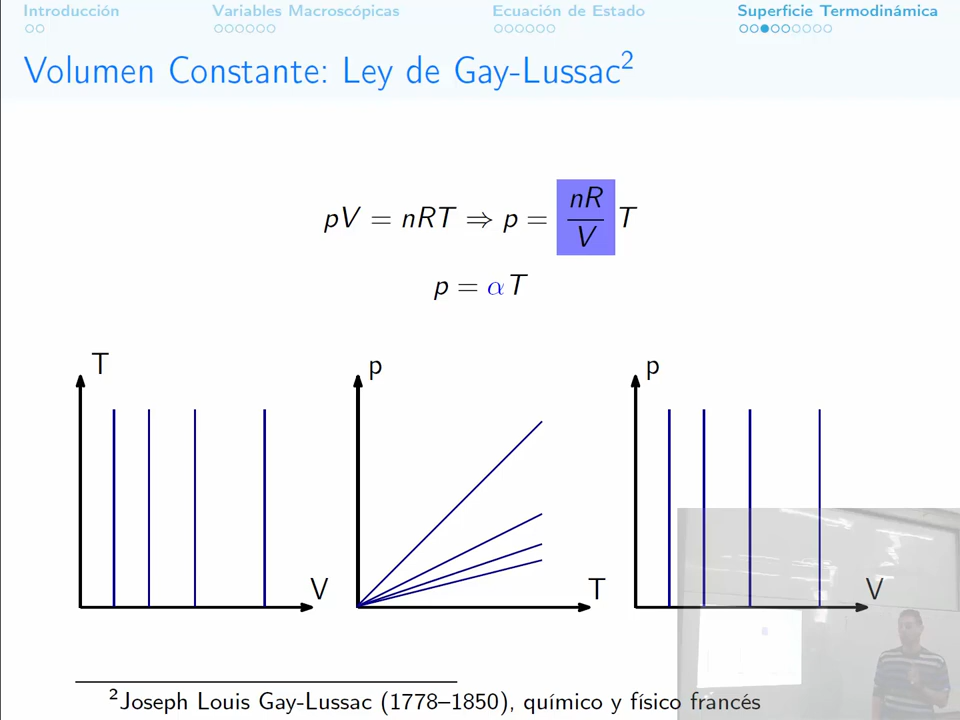 Introducción Variables Macroscópicas Ecuación de Estado Superficie Termodinámica
Volumen Constante: Ley de Gay-Lussac²
pV = nRT ⇒ p = nR/V T
p = αT
T p p
V T V
²Joseph Louis Gay-Lussac (1778–1850), químico y físico francés